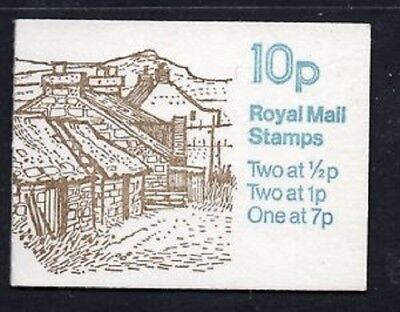 10p
Royal Mail
Stamps
Two at ½p
Two at 1p
One at 7p